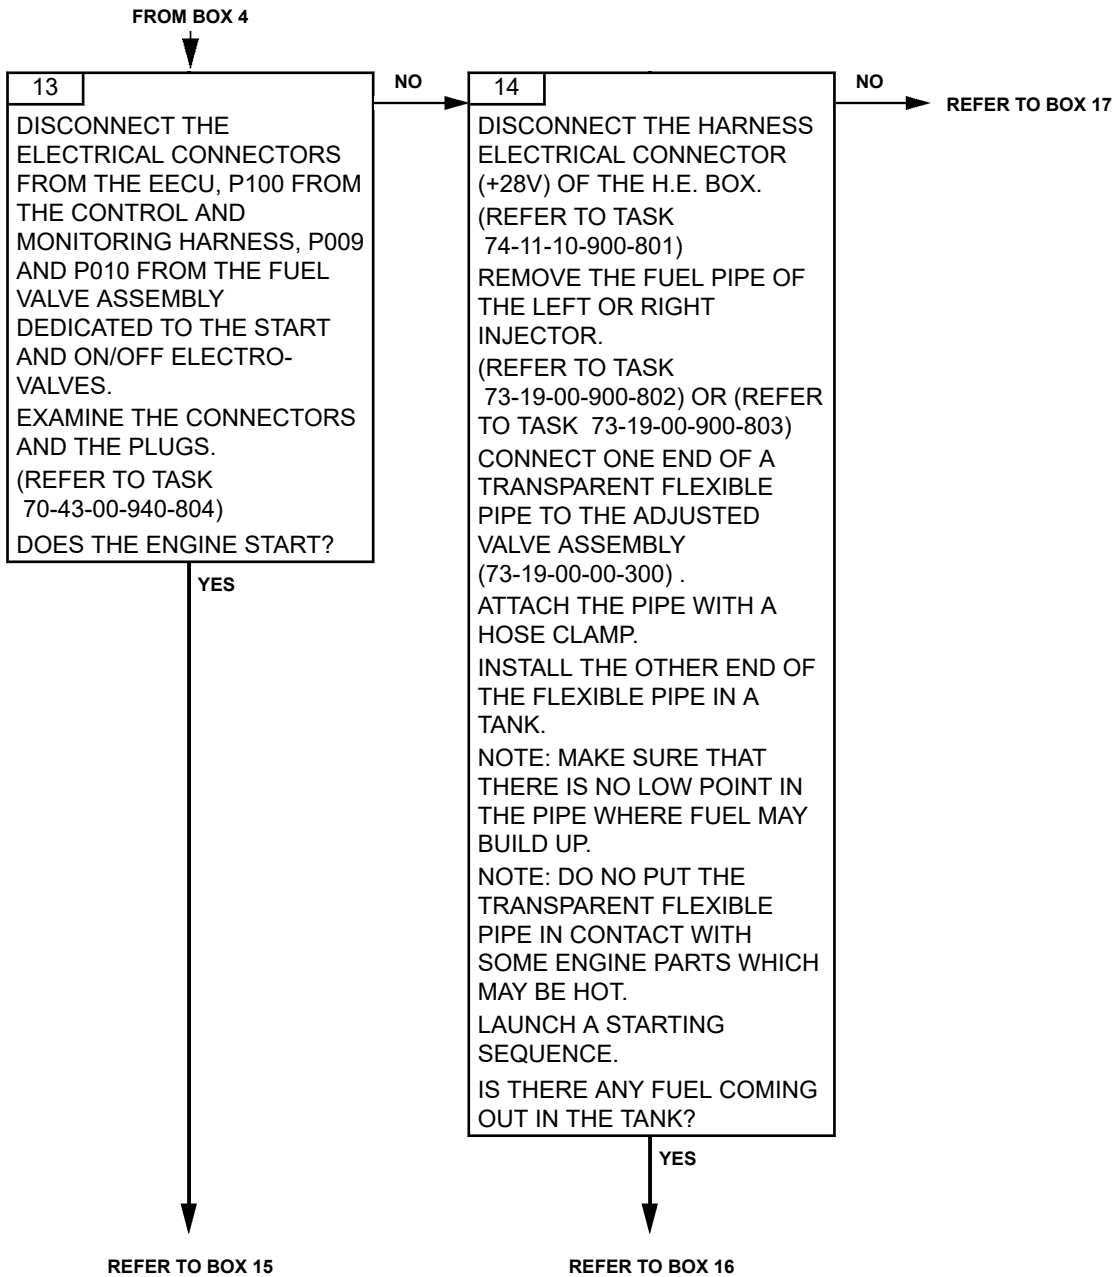 FROM BOX 4
13
DISCONNECT THE
ELECTRICAL CONNECTORS
FROM THE EECU, P100 FROM
THE CONTROL AND
MONITORING HARNESS, P009
AND P010 FROM THE FUEL
VALVE ASSEMBLY
DEDICATED TO THE START
AND ON/OFF ELECTRO-
VALVES.
EXAMINE THE CONNECTORS
AND THE PLUGS.
(REFER TO TASK
70-43-00-940-804)
DOES THE ENGINE START?
NO
YES
REFER TO BOX 15
14
DISCONNECT THE HARNESS
ELECTRICAL CONNECTOR
(+28V) OF THE H.E. BOX.
(REFER TO TASK
74-11-10-900-801)
REMOVE THE FUEL PIPE OF
THE LEFT OR RIGHT
INJECTOR.
(REFER TO TASK
73-19-00-900-802) OR (REFER
TO TASK 73-19-00-900-803)
CONNECT ONE END OF A
TRANSPARENT FLEXIBLE
PIPE TO THE ADJUSTED
VALVE ASSEMBLY
(73-19-00-00-300) .
ATTACH THE PIPE WITH A
HOSE CLAMP.
INSTALL THE OTHER END OF
THE FLEXIBLE PIPE IN A
TANK.
NOTE: MAKE SURE THAT
THERE IS NO LOW POINT IN
THE PIPE WHERE FUEL MAY
BUILD UP.
NOTE: DO NO PUT THE
TRANSPARENT FLEXIBLE
PIPE IN CONTACT WITH
SOME ENGINE PARTS WHICH
MAY BE HOT.
LAUNCH A STARTING
SEQUENCE.
IS THERE ANY FUEL COMING
OUT IN THE TANK?
NO
REFER TO BOX 17
YES
REFER TO BOX 16